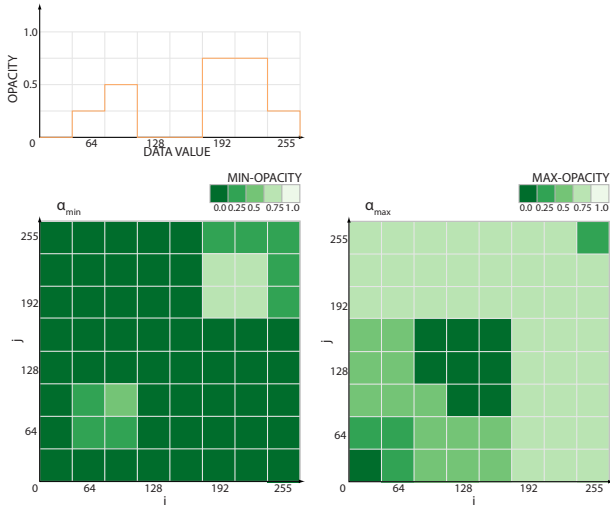 1.0
0.5
OPACITY
0 64 128 192 255
DATA VALUE
MIN-OPACITY
0.0 0.25 0.5 0.75 1.0
αmin
255
192
j
128
64
0 64 128 192 255
i
MAX-OPACITY
0.0 0.25 0.5 0.75 1.0
αmax
255
192
j
128
64
0 64 128 192 255
i